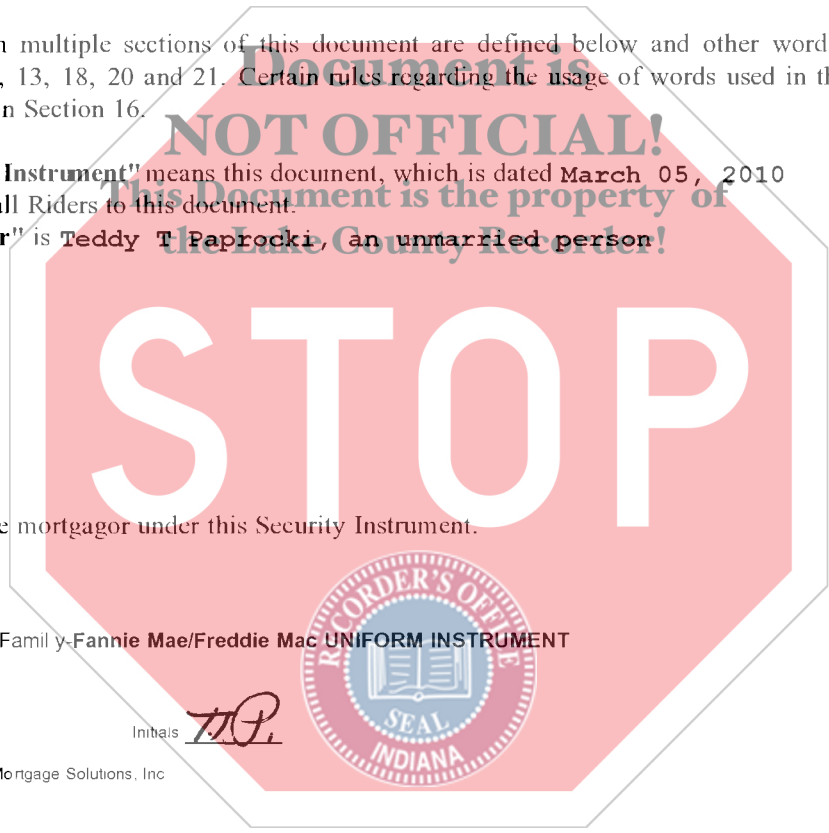 multiple sections of this document are defined below and other word
, 13, 18, 20 and 21. Certain rules regarding the usage of words used in
n Section 16.
Document is
NOT OFFICIAL!
This Document is the property of
the Lake County Recorder!
Instrument" means this document, which is dated March 05, 2010
all Riders to this document.
r" is Teddy T Paprocki, an unmarried person
STOP
e mortgagor under this Security Instrument.
RECORDER'S OFFICE
SEAL
INDIANA
Family-Fannie Mae/Freddie Mac UNIFORM INSTRUMENT
Initials T.P.
Mortgage Solutions, Inc